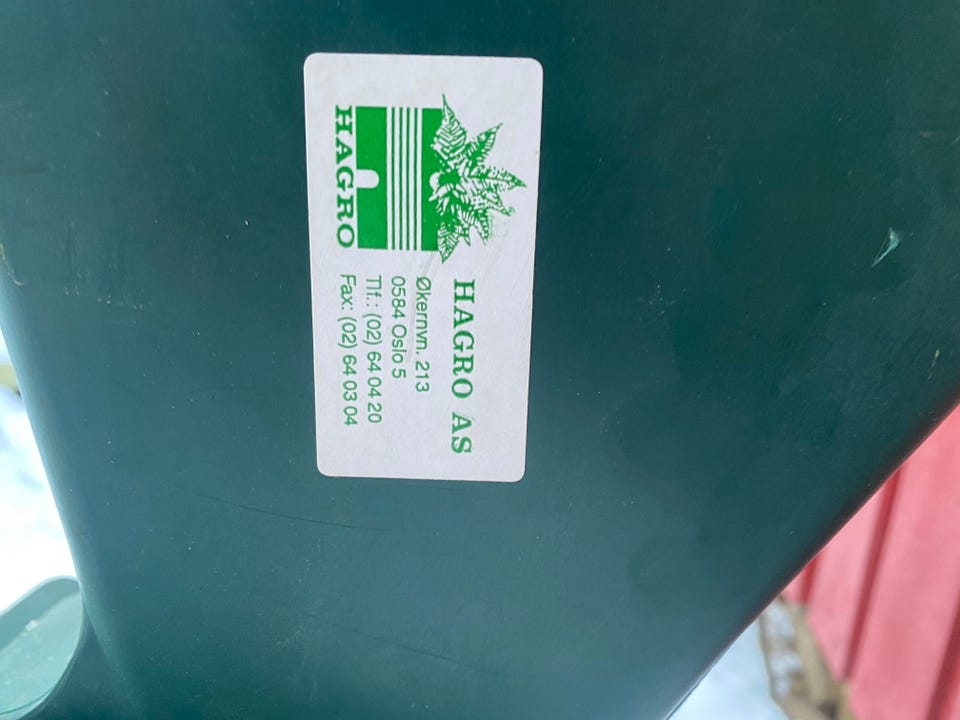 HAGRO
HAGRO AS
Økernvn. 213
0584 Oslo 5
Tlf.: (02) 64 04 20
Fax: (02) 64 03 04